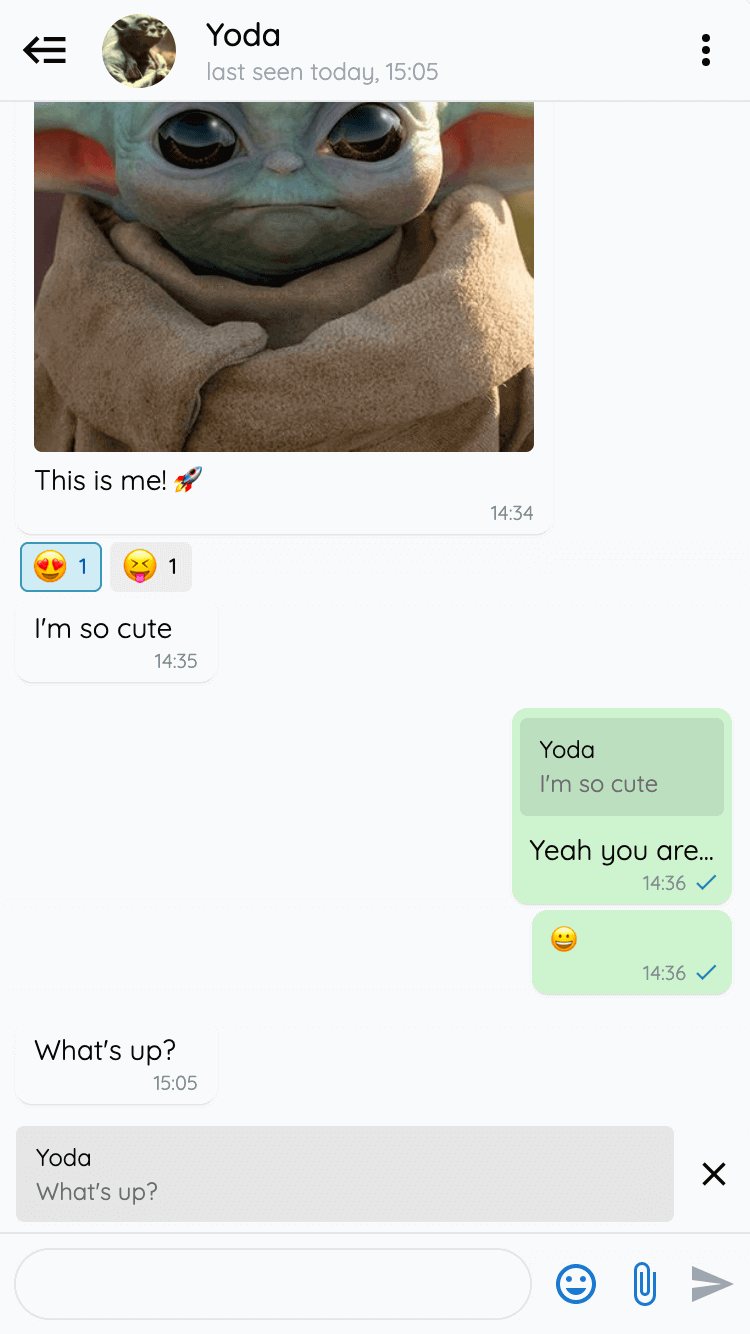 Yoda
last seen today, 15:05
This is me! 🚀
14:34
😍 1 😝 1
I'm so cute
14:35
Yoda
I'm so cute
Yeah you are...
14:36
😀
14:36
What's up?
15:05
Yoda
What's up?